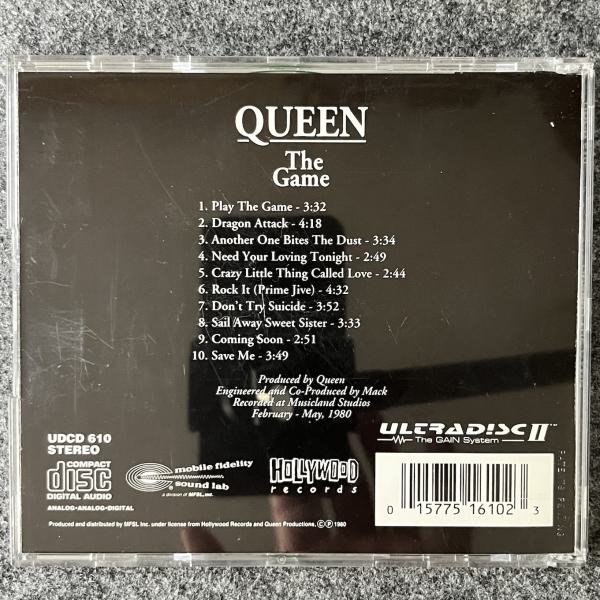 QUEEN
The
Game
1. Play The Game - 3:32
2. Dragon Attack - 4:18
3. Another One Bites The Dust - 3:34
4. Need Your Loving Tonight - 2:49
5. Crazy Little Thing Called Love - 2:44
6. Rock It (Prime Jive) - 4:32
7. Don't Try Suicide - 3:52
8. Sail Away Sweet Sister - 3:33
9. Coming Soon - 2:51
10. Save Me - 3:49
Produced by Queen
Engineered and Co-Produced by Mack
Recorded at Musicland Studios
February - May, 1980
UDCD 610
STEREO
COMPACT
disc
DIGITAL AUDIO
ANALOG•ANALOG•DIGITAL
mobile fidelity
sound lab
a division of MFSL, inc.
HOLLYWOOD
records
ULTRADISC II™
The GAIN System
0 15775 16102 3
Produced and distributed by MFSL Inc. under license from Hollywood Records and Queen Productions, ©℗ 1980